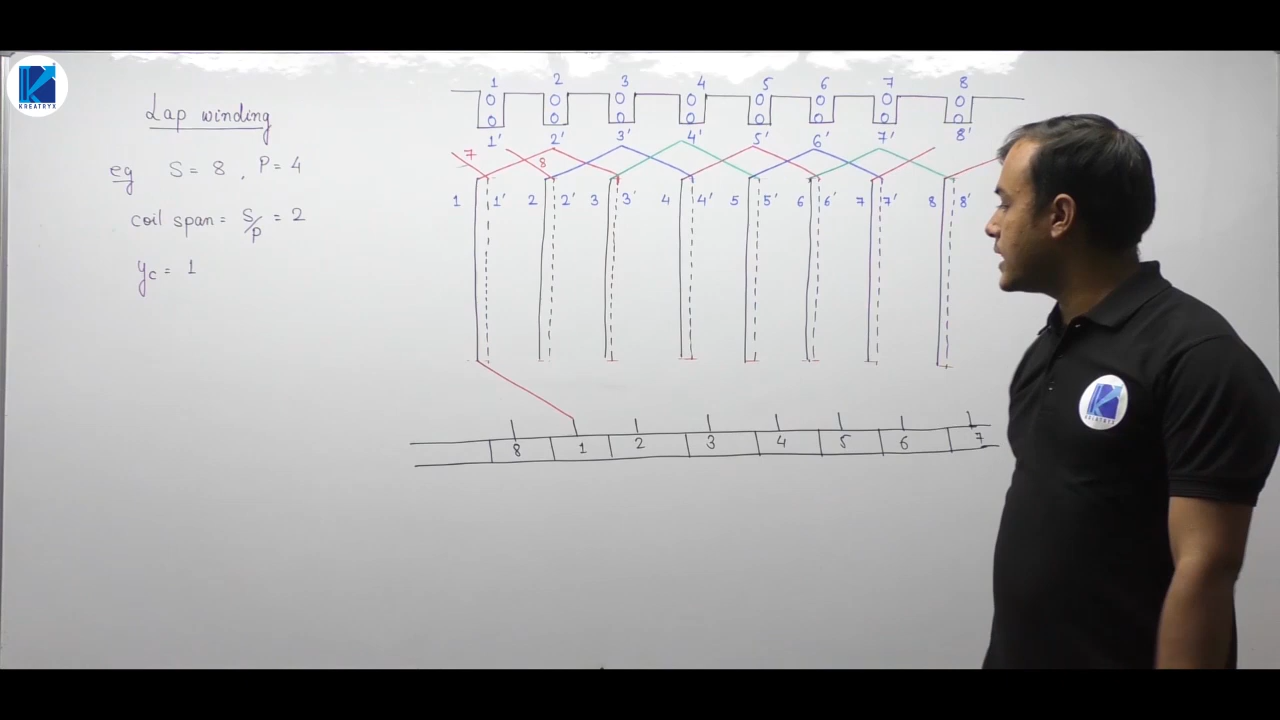 KREATRYX
Lap winding
eg S = 8 , P = 4
coil span = S/P = 2
yc = 1
1 2 3 4 5 6 7 8
1' 2' 3' 4' 5' 6' 7' 8'
7 8
1 1' 2 2' 3 3' 4 4' 5 5' 6 6' 7 7' 8 8'
8 1 2 3 4 5 6 7
KREATRYX